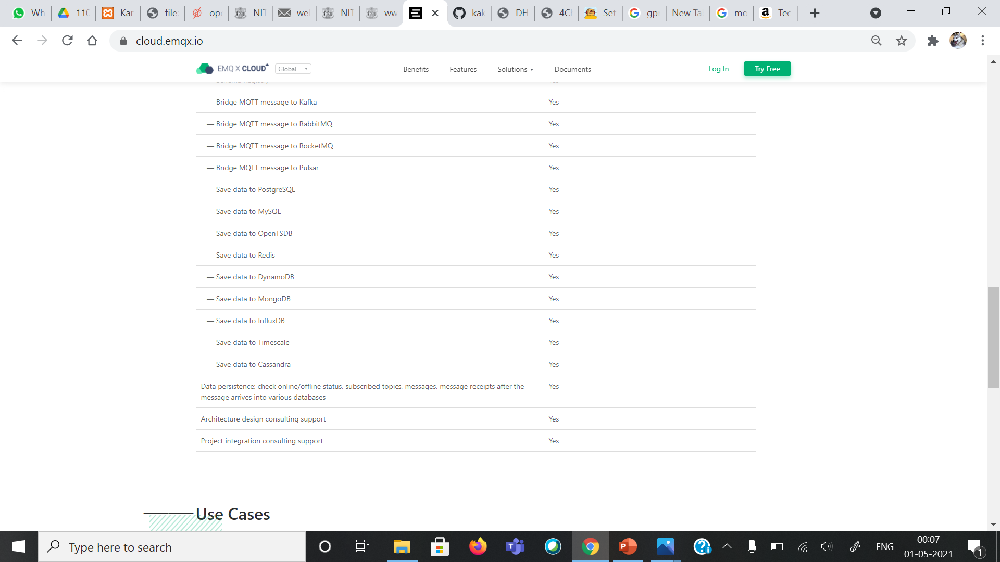 Wh
110
Kar
file:
op
NIT
we
NIT
ww
kak
DH
4Cl
Set
gp
New Ta
mo
Tec
cloud.emqx.io
EMQ X CLOUD
Global
Benefits
Features
Solutions
Documents
Log In
Try Free
— Bridge MQTT message to Kafka Yes
— Bridge MQTT message to RabbitMQ Yes
— Bridge MQTT message to RocketMQ Yes
— Bridge MQTT message to Pulsar Yes
— Save data to PostgreSQL Yes
— Save data to MySQL Yes
— Save data to OpenTSDB Yes
— Save data to Redis Yes
— Save data to DynamoDB Yes
— Save data to MongoDB Yes
— Save data to InfluxDB Yes
— Save data to Timescale Yes
— Save data to Cassandra Yes
Data persistence: check online/offline status, subscribed topics, messages, message receipts after the Yes
message arrives into various databases
Architecture design consulting support Yes
Project integration consulting support Yes
Use Cases
Type here to search
ENG
00:07
01-05-2021
1